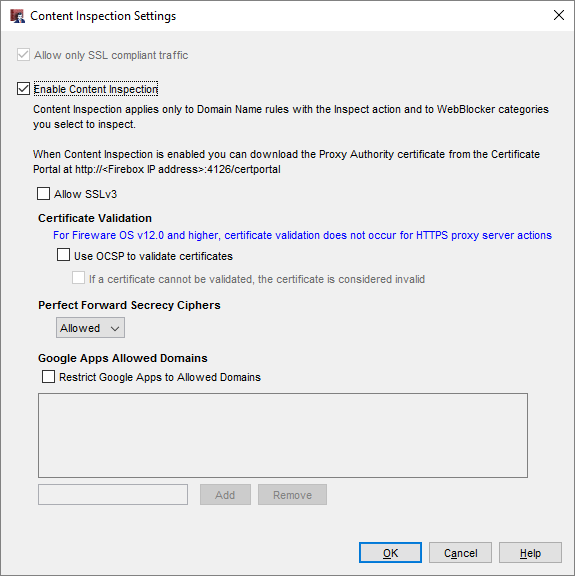 Content Inspection Settings
Allow only SSL compliant traffic
Enable Content Inspection
Content Inspection applies only to Domain Name rules with the Inspect action and to WebBlocker categories
you select to inspect.
When Content Inspection is enabled you can download the Proxy Authority certificate from the Certificate
Portal at http://<Firebox IP address>:4126/certportal
Allow SSLv3
Certificate Validation
For Fireware OS v12.0 and higher, certificate validation does not occur for HTTPS proxy server actions
Use OCSP to validate certificates
If a certificate cannot be validated, the certificate is considered invalid
Perfect Forward Secrecy Ciphers
Allowed
Google Apps Allowed Domains
Restrict Google Apps to Allowed Domains
Add Remove
OK Cancel Help